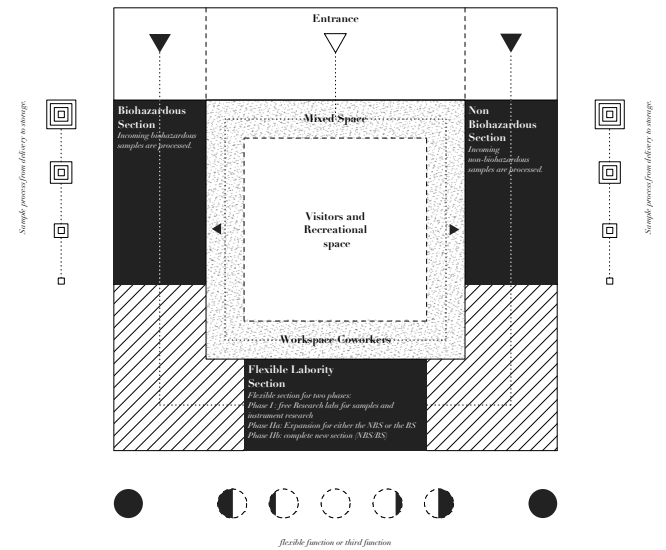 Entrance
Biohazardous
Section
Incoming biohazardous
samples are processed.
Mixed Space
Non
Biohazardous
Section
Incoming
non-biohazardous
samples are processed.
Sample process from delivery to storage.
Sample process from delivery to storage.
Visitors and
Recreational
space
Workspace Coworkers
Flexible Labority
Section
Flexible section for two phases:
Phase I : free Research labs for samples and
instrument research
Phase IIa: Expansion for either the NBS or the BS
Phase IIb: complete new section (NBS/BS)
flexible function or third function